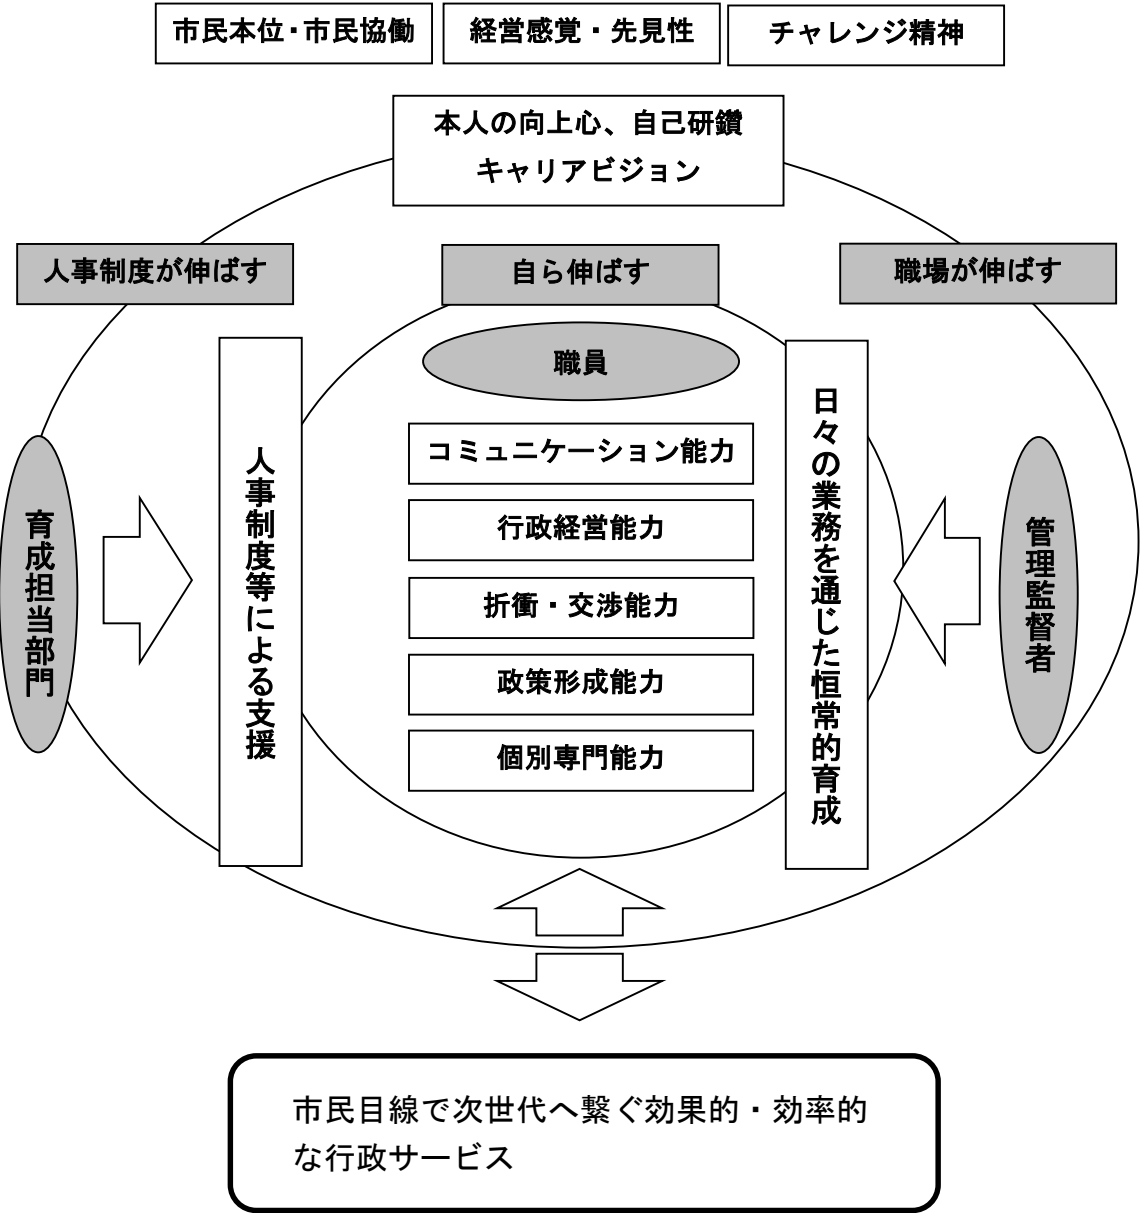 市民本位・市民協働
経営感覚・先見性
チャレンジ精神
本人の向上心、自己研鑽
キャリアビジョン
人事制度が伸ばす
自ら伸ばす
職場が伸ばす
職員
コミュニケーション能力
行政経営能力
折衝・交渉能力
政策形成能力
個別専門能力
育成担当部門
人事制度等による支援
日々の業務を通じた恒常的育成
管理監督者
市民目線で次世代へ繋ぐ効果的・効率的
な行政サービス